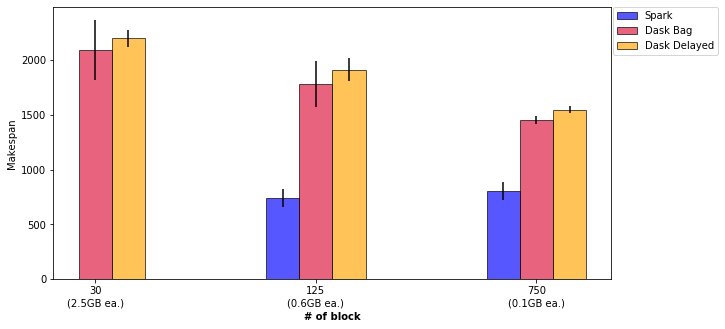 Spark
Dask Bag
Dask Delayed
2000
1500
1000
500
0
Makespan
30
(2.5GB ea.)
125
(0.6GB ea.)
750
(0.1GB ea.)
# of block